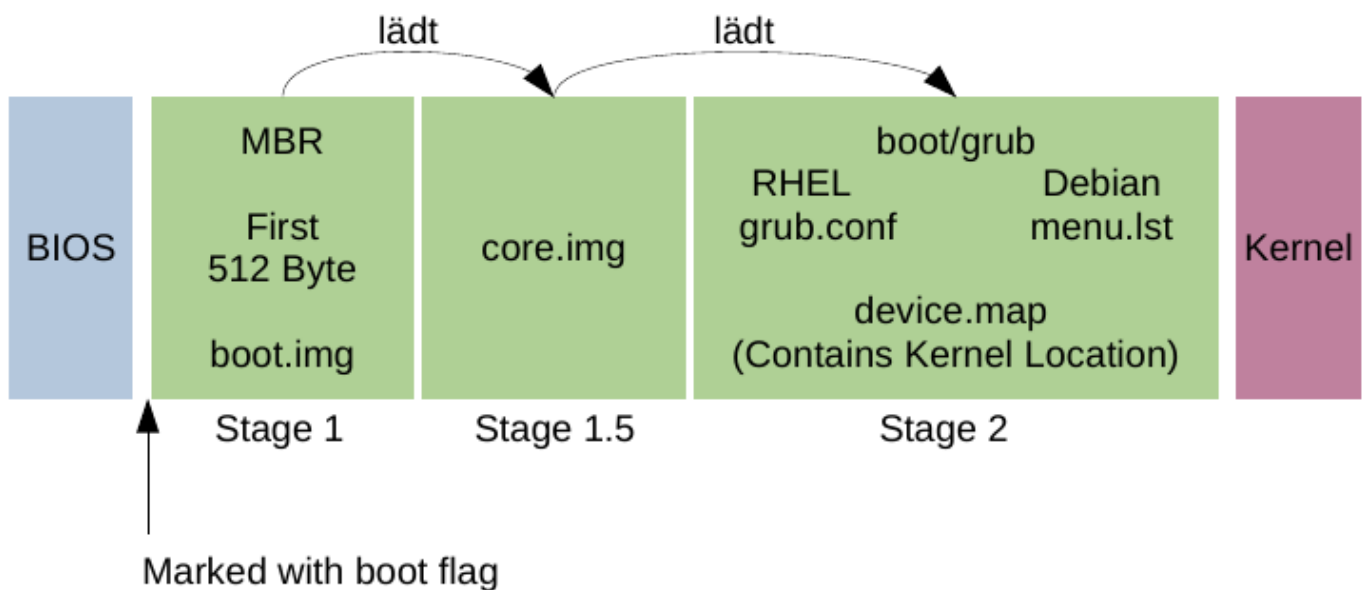 lädt
lädt
BIOS
MBR
First
512 Byte
boot.img
core.img
boot/grub
RHEL
grub.conf
Debian
menu.lst
device.map
(Contains Kernel Location)
Kernel
Stage 1
Stage 1.5
Stage 2
Marked with boot flag